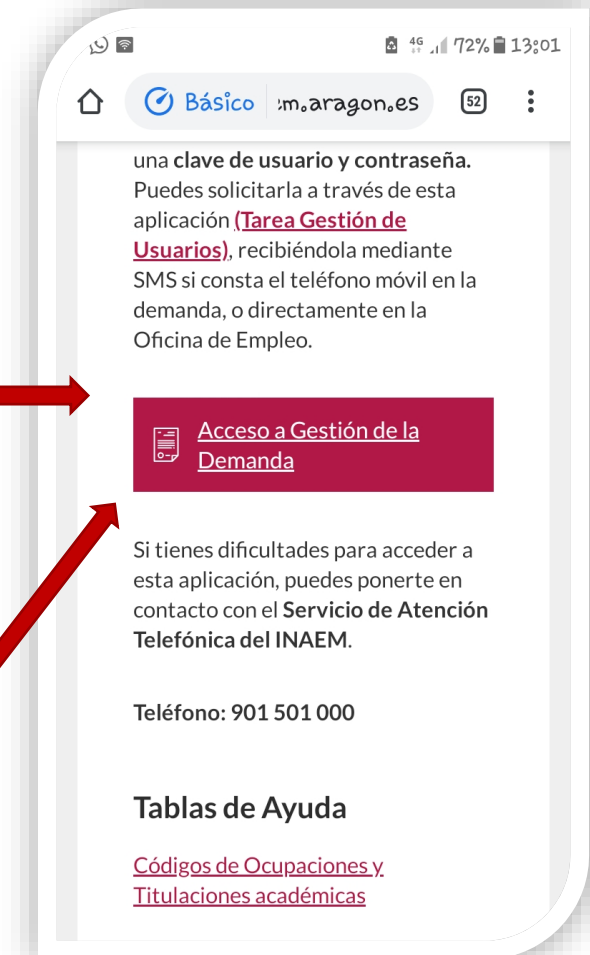 4G 72% 13:01
Básico :m.aragon.es 52
una clave de usuario y contraseña.
Puedes solicitarla a través de esta
aplicación (Tarea Gestión de
Usuarios), recibiéndola mediante
SMS si consta el teléfono móvil en la
demanda, o directamente en la
Oficina de Empleo.
Acceso a Gestión de la
Demanda
Si tienes dificultades para acceder a
esta aplicación, puedes ponerte en
contacto con el Servicio de Atención
Telefónica del INAEM.
Teléfono: 901 501 000
Tablas de Ayuda
Códigos de Ocupaciones y
Titulaciones académicas